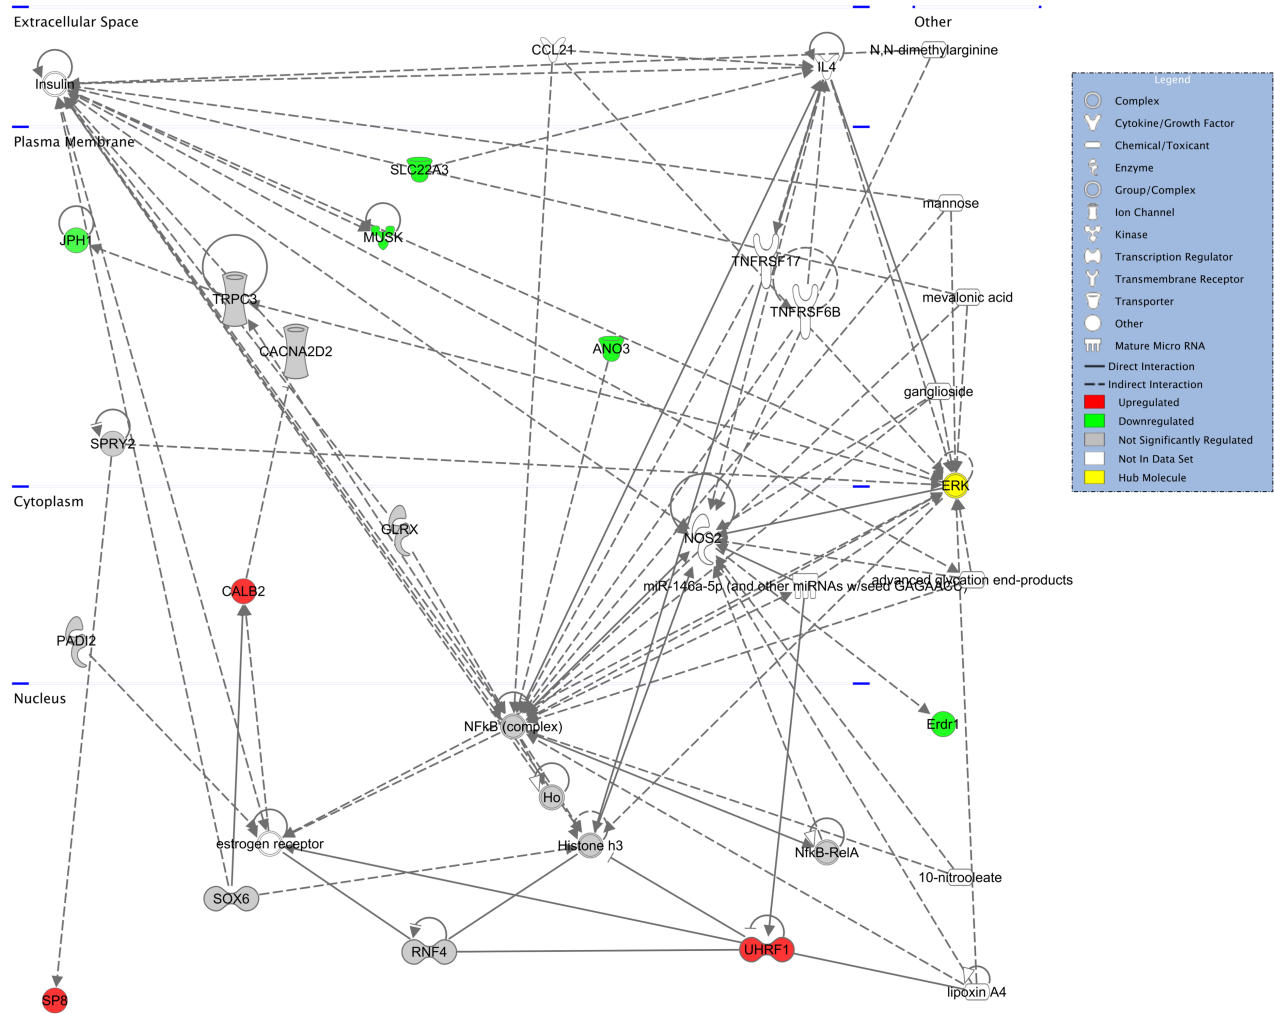 Extracellular Space
Other
CCL21
N,N-dimethylarginine
IL4
Insulin
Legend
Complex
Cytokine/Growth Factor
Chemical/Toxicant
Enzyme
Group/Complex
Ion Channel
Kinase
Transcription Regulator
Transmembrane Receptor
Transporter
Other
Mature Micro RNA
Direct Interaction
Indirect Interaction
Upregulated
Downregulated
Not Significantly Regulated
Not In Data Set
Hub Molecule
Plasma Membrane
SLC22A3
mannose
JPH1
MUSK
TNFRSF17
TRPC3
mevalonic acid
TNFRSF6B
CACNA2D2
ANO3
ganglioside
SPRY2
ERK
Cytoplasm
GLRX
NOS2
miR-146a-5p (and other miRNAs w/seed GAGAACU)
advanced glycation end-products
CALB2
PADI2
Nucleus
NFkB (complex)
Erdr1
Ho
estrogen receptor
Histone h3
NfkB-RelA
10-nitrooleate
SOX6
RNF4
UHRF1
lipoxin A4
SP8